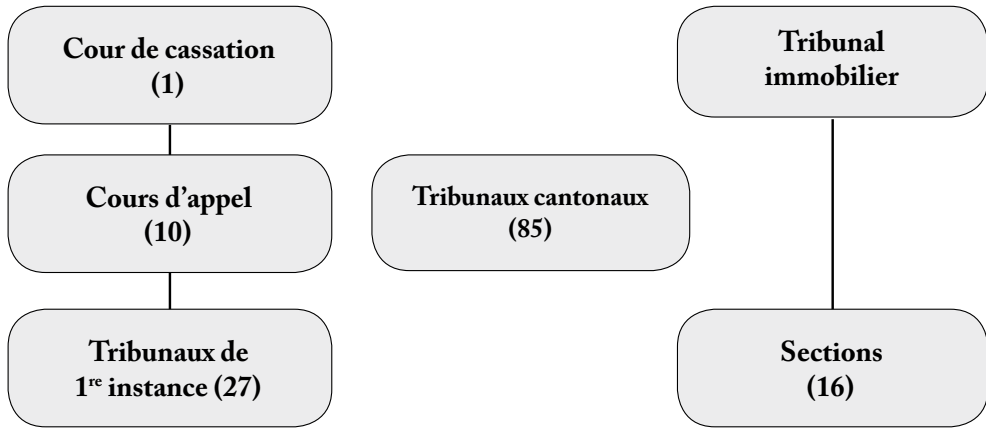 Cour de cassation
(1)
Tribunal
immobilier
Cours d’appel
(10)
Tribunaux cantonaux
(85)
Tribunaux de
1re instance (27)
Sections
(16)